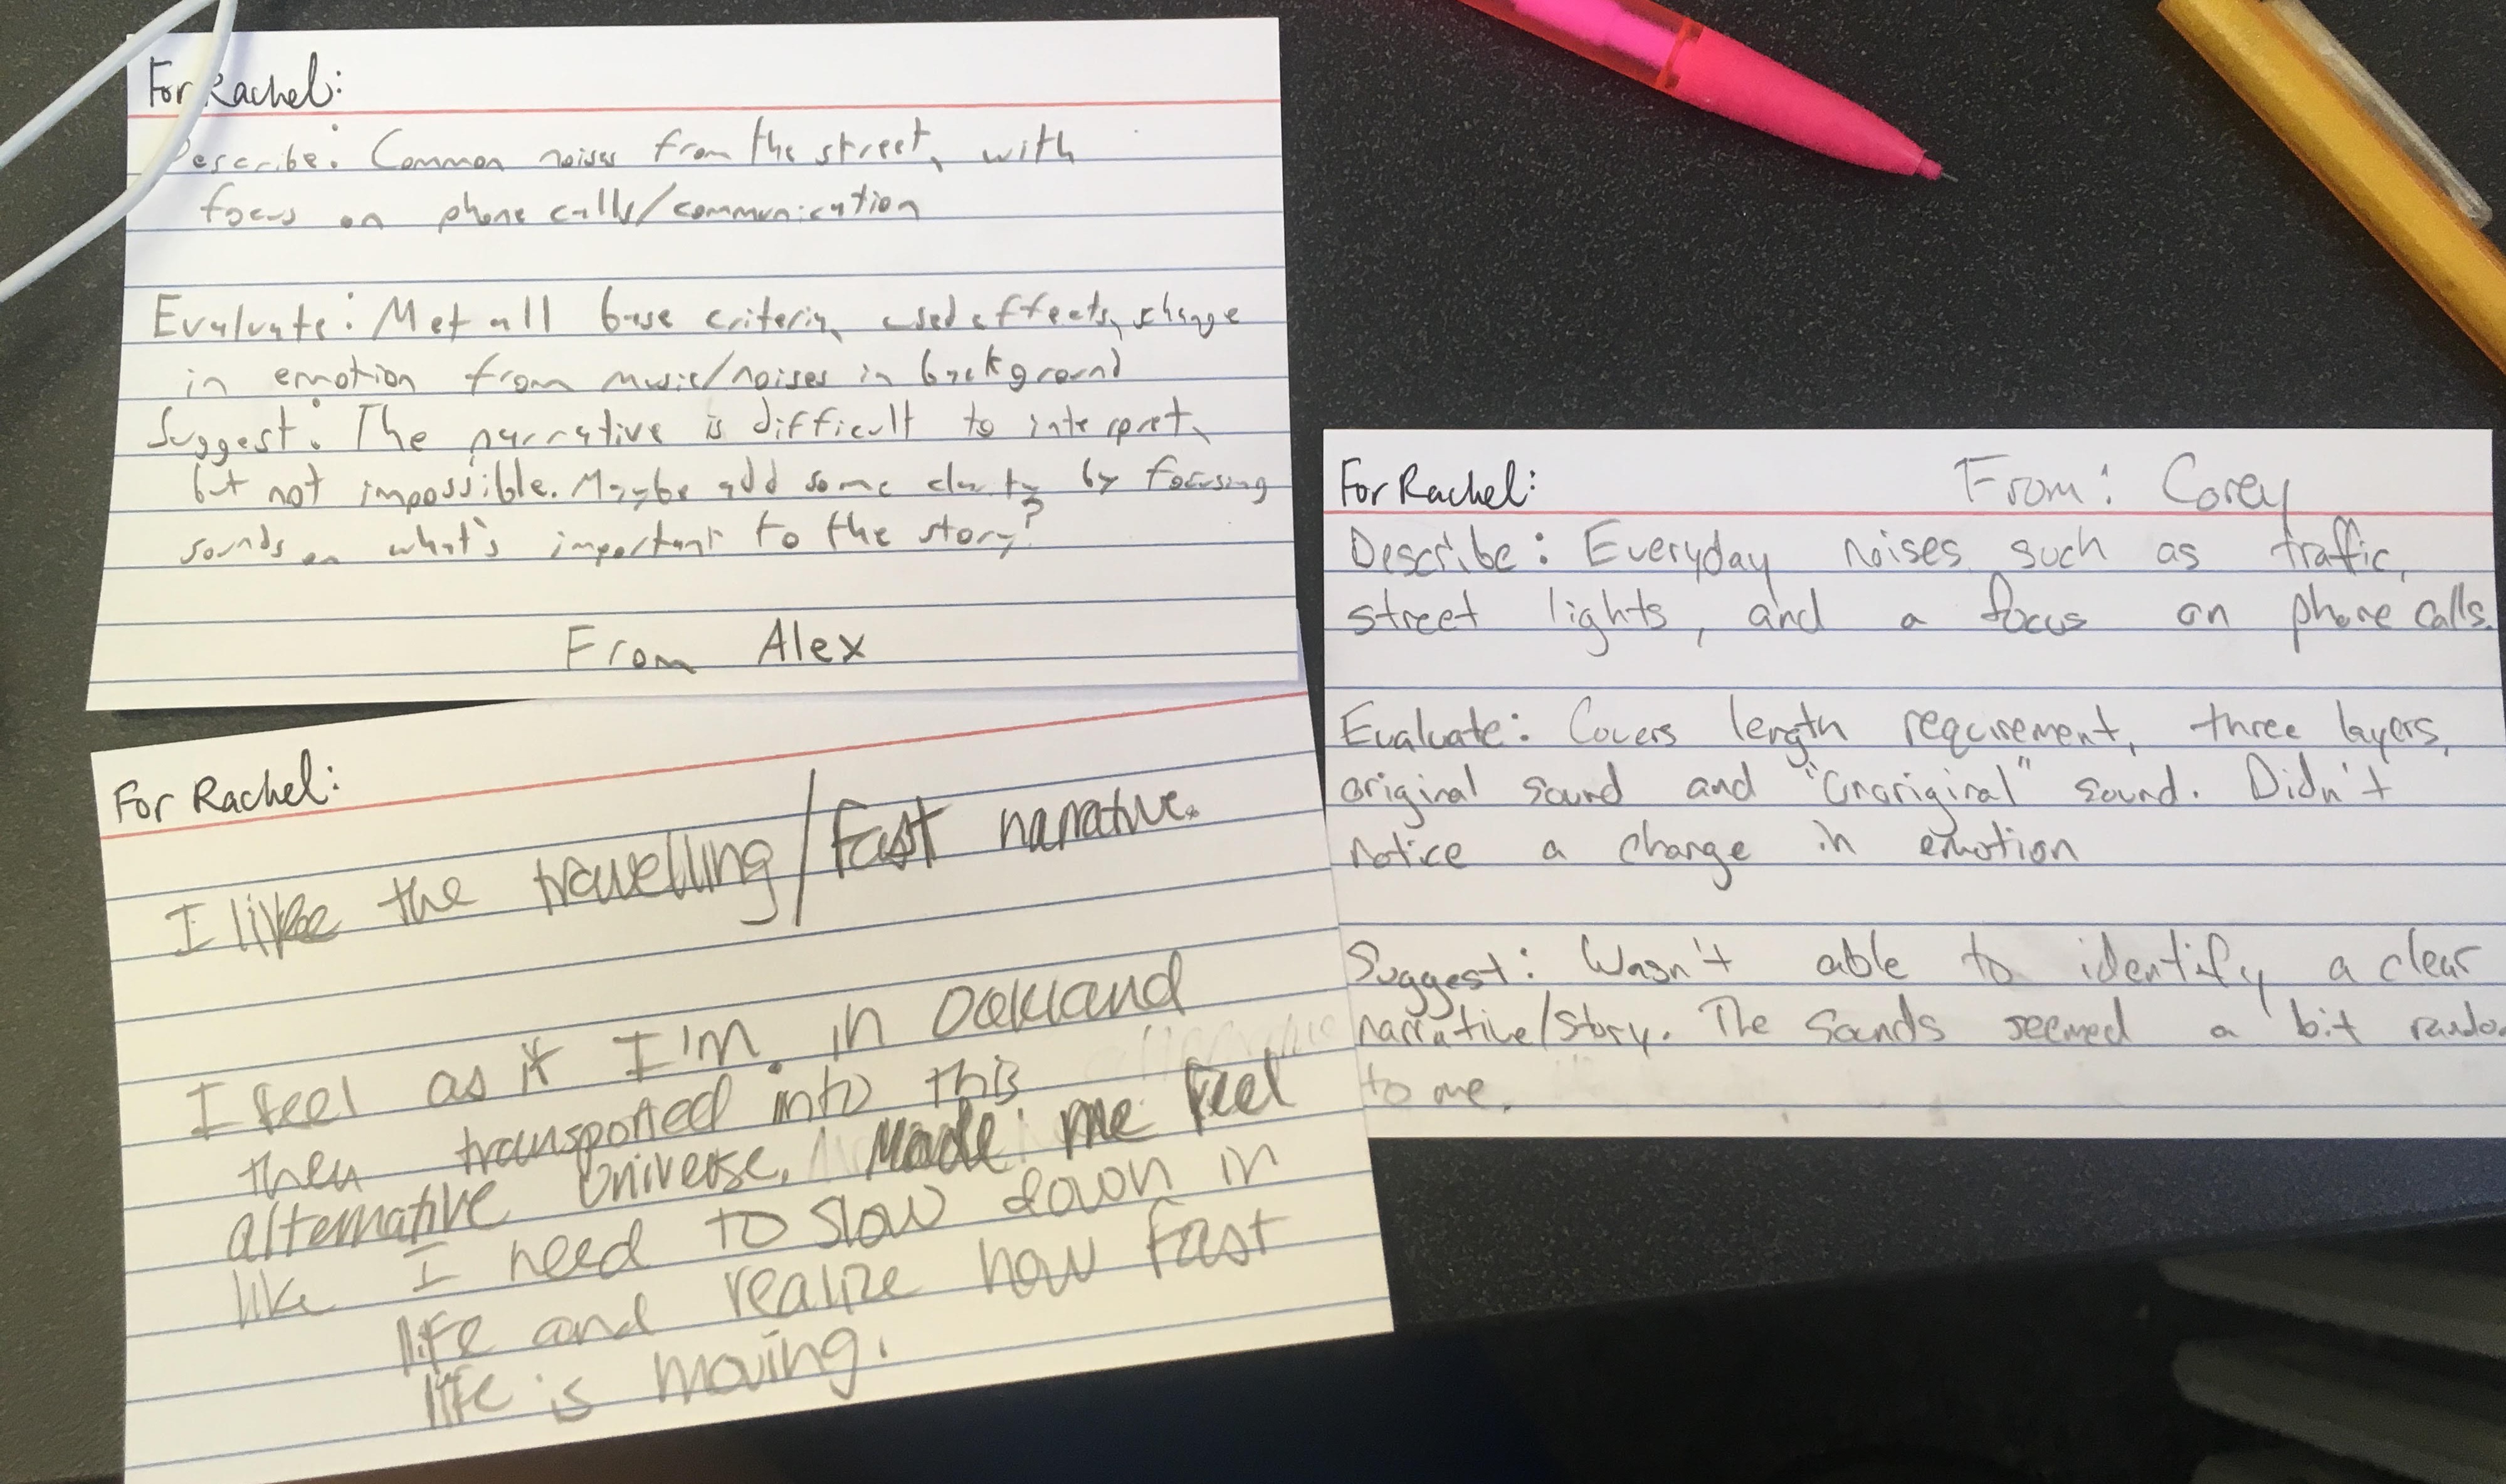 For Rachel:
Describe: Common noises from the street, with
focus on phone calls/communication
Evaluate: Met all base criteria, used effects, change
in emotion from music/noises in background
Suggest: The narrative is difficult to interpret,
but not impossible. Maybe add some clarity by focusing
sounds on what's important to the story?
From Alex
For Rachel:
I like the travelling/fast narrative.
I feel as if I'm in Oakland
then transported into this
alternative Universe. Made me feel
like I need to slow down in
life and realize how fast
life is moving.
For Rachel: From: Corey
Describe: Everyday noises such as traffic,
street lights, and a focus on phone calls.
Evaluate: Covers length requirement, three layers,
original sound and "unoriginal" sound. Didn't
notice a change in emotion
Suggest: Wasn't able to identify a clear
narrative/story. The sounds seemed a bit rando
to me.